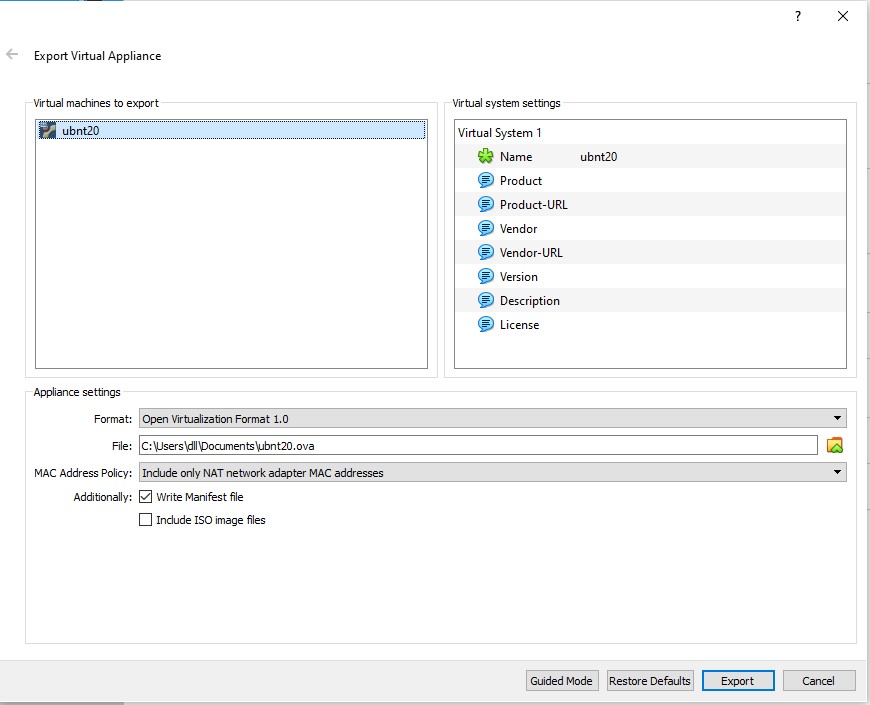 ?
Export Virtual Appliance
Virtual machines to export
ubnt20
Virtual system settings
Virtual System 1
Name ubnt20
Product
Product-URL
Vendor
Vendor-URL
Version
Description
License
Appliance settings
Format: Open Virtualization Format 1.0
File: C:\Users\dll\Documents\ubnt20.ova
MAC Address Policy: Include only NAT network adapter MAC addresses
Additionally: Write Manifest file
Include ISO image files
Guided Mode Restore Defaults Export Cancel